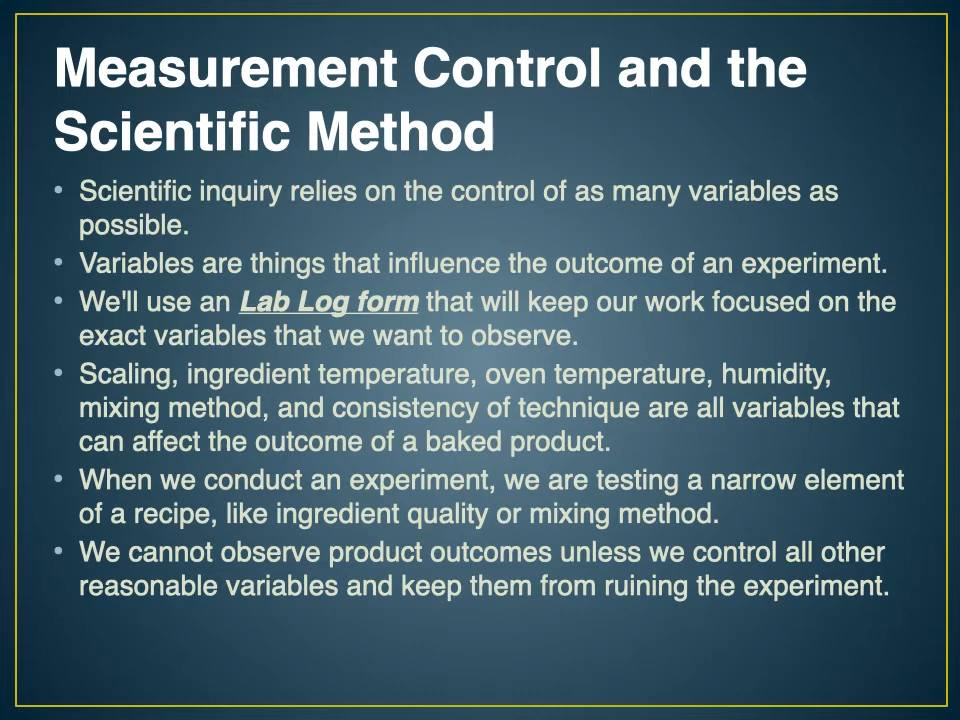 Measurement Control and the
Scientific Method
• Scientific inquiry relies on the control of as many variables as
possible.
• Variables are things that influence the outcome of an experiment.
• We'll use an Lab Log form that will keep our work focused on the
exact variables that we want to observe.
• Scaling, ingredient temperature, oven temperature, humidity,
mixing method, and consistency of technique are all variables that
can affect the outcome of a baked product.
• When we conduct an experiment, we are testing a narrow element
of a recipe, like ingredient quality or mixing method.
• We cannot observe product outcomes unless we control all other
reasonable variables and keep them from ruining the experiment.